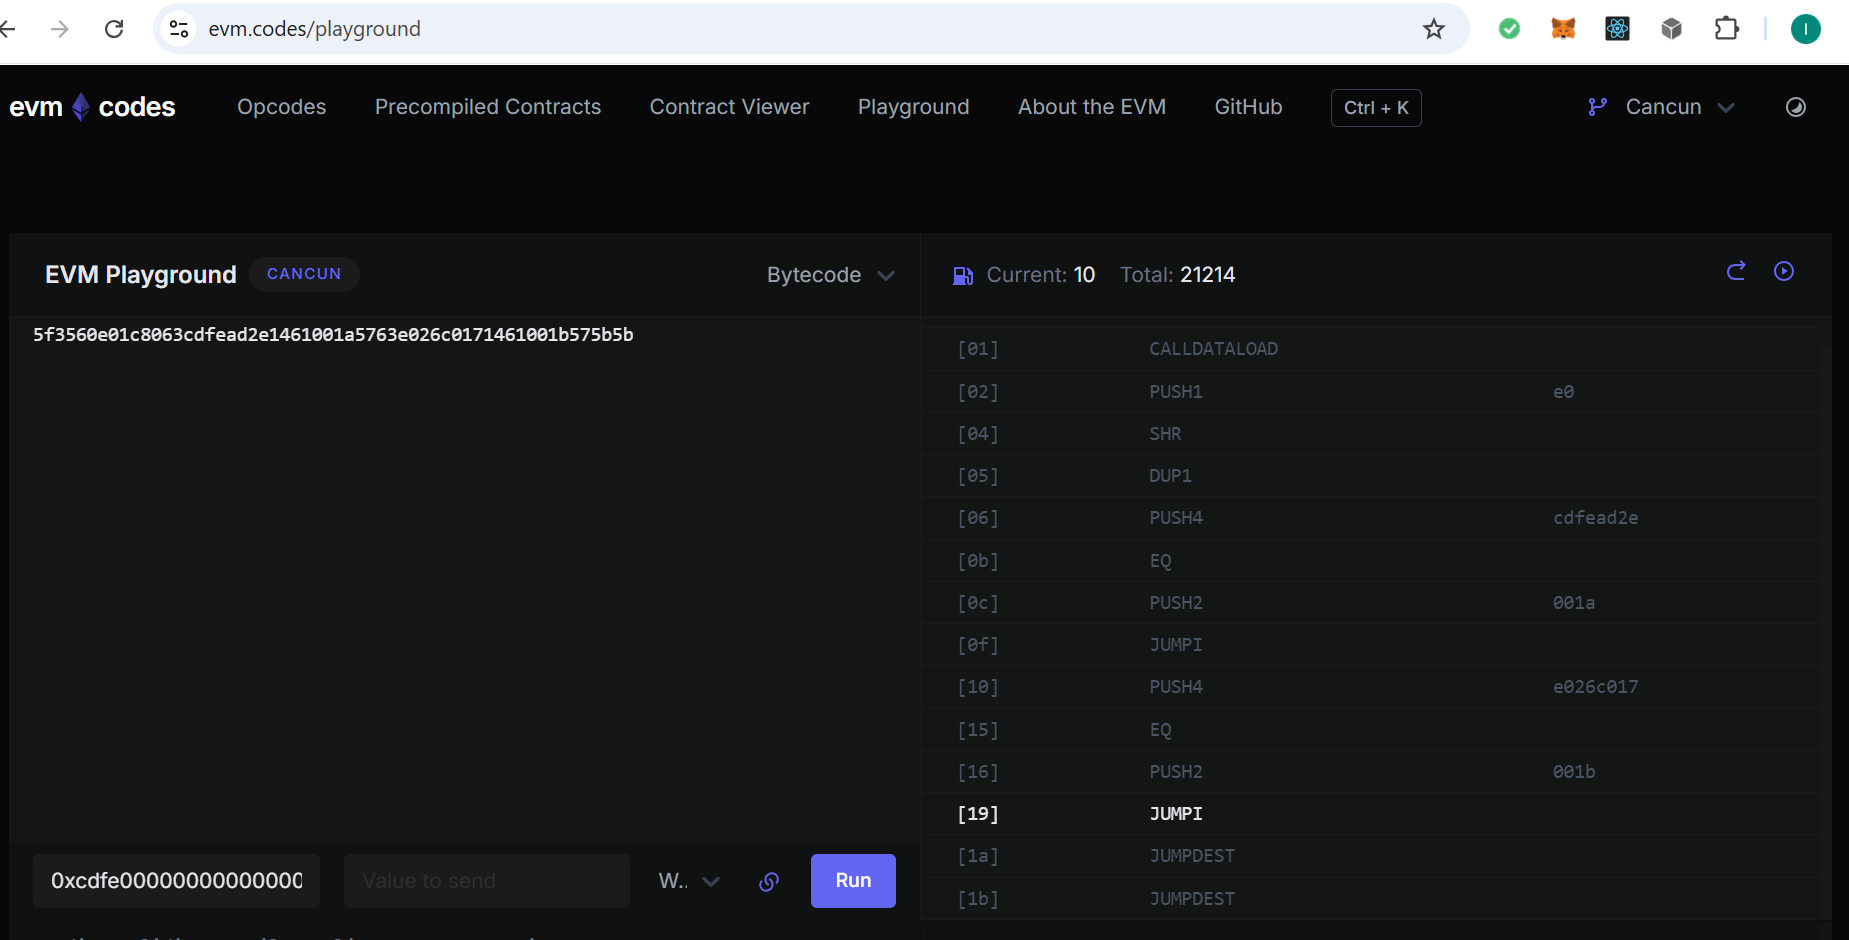 evm.codes/playground
I
evm codes Opcodes Precompiled Contracts Contract Viewer Playground About the EVM GitHub Ctrl + K Cancun
EVM Playground CANCUN Bytecode Current: 10 Total: 21214
5f3560e01c8063cdfead2e1461001a5763e026c0171461001b575b5b
[01] CALLDATALOAD
[02] PUSH1 e0
[04] SHR
[05] DUP1
[06] PUSH4 cdfead2e
[0b] EQ
[0c] PUSH2 001a
[0f] JUMPI
[10] PUSH4 e026c017
[15] EQ
[16] PUSH2 001b
[19] JUMPI
[1a] JUMPDEST
[1b] JUMPDEST
0xcdfe00000000000000 Value to send W.. Run